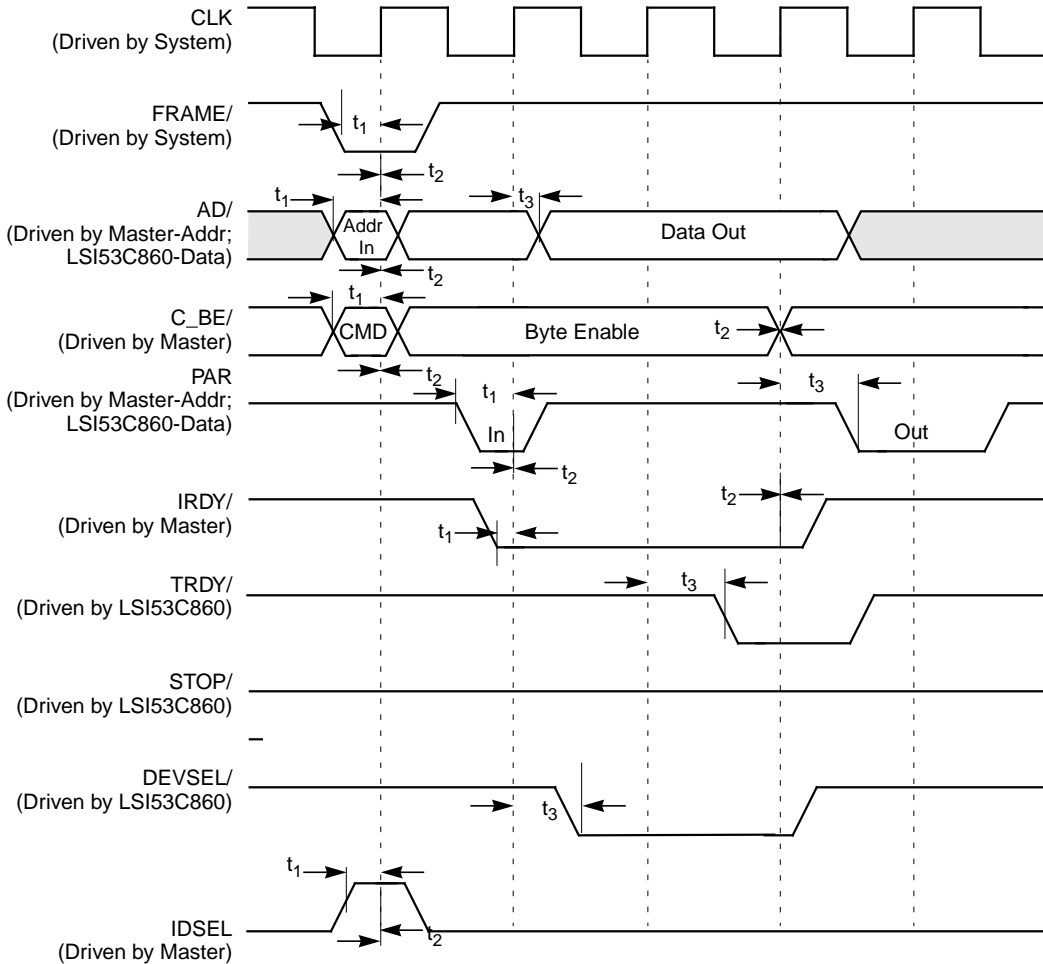 CLK
(Driven by System)
FRAME/
(Driven by System)
t1
t2
t1
t3
AD/
(Driven by Master-Addr;
LSI53C860-Data)
Addr
In
Data Out
t2
t1
C_BE/
(Driven by Master)
CMD
Byte Enable
t2
t2
PAR
(Driven by Master-Addr;
LSI53C860-Data)
t1
t3
In
Out
t2
t2
IRDY/
(Driven by Master)
t1
TRDY/
(Driven by LSI53C860)
t3
STOP/
(Driven by LSI53C860)
DEVSEL/
(Driven by LSI53C860)
t3
t1
IDSEL
(Driven by Master)
t2